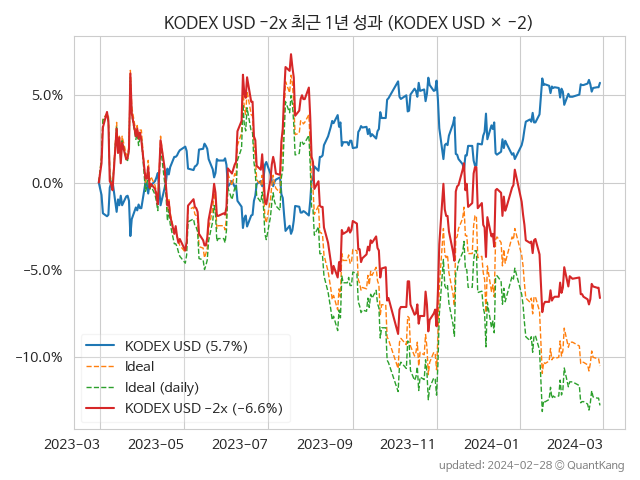 KODEX USD −2x 최근 1년 성과 (KODEX USD × −2)
5.0%
0.0%
−5.0%
−10.0%
KODEX USD (5.7%)
Ideal
Ideal (daily)
KODEX USD −2x (−6.6%)
2023-03 2023-05 2023-07 2023-09 2023-11 2024-01 2024-03
updated: 2024-02-28 © QuantKang